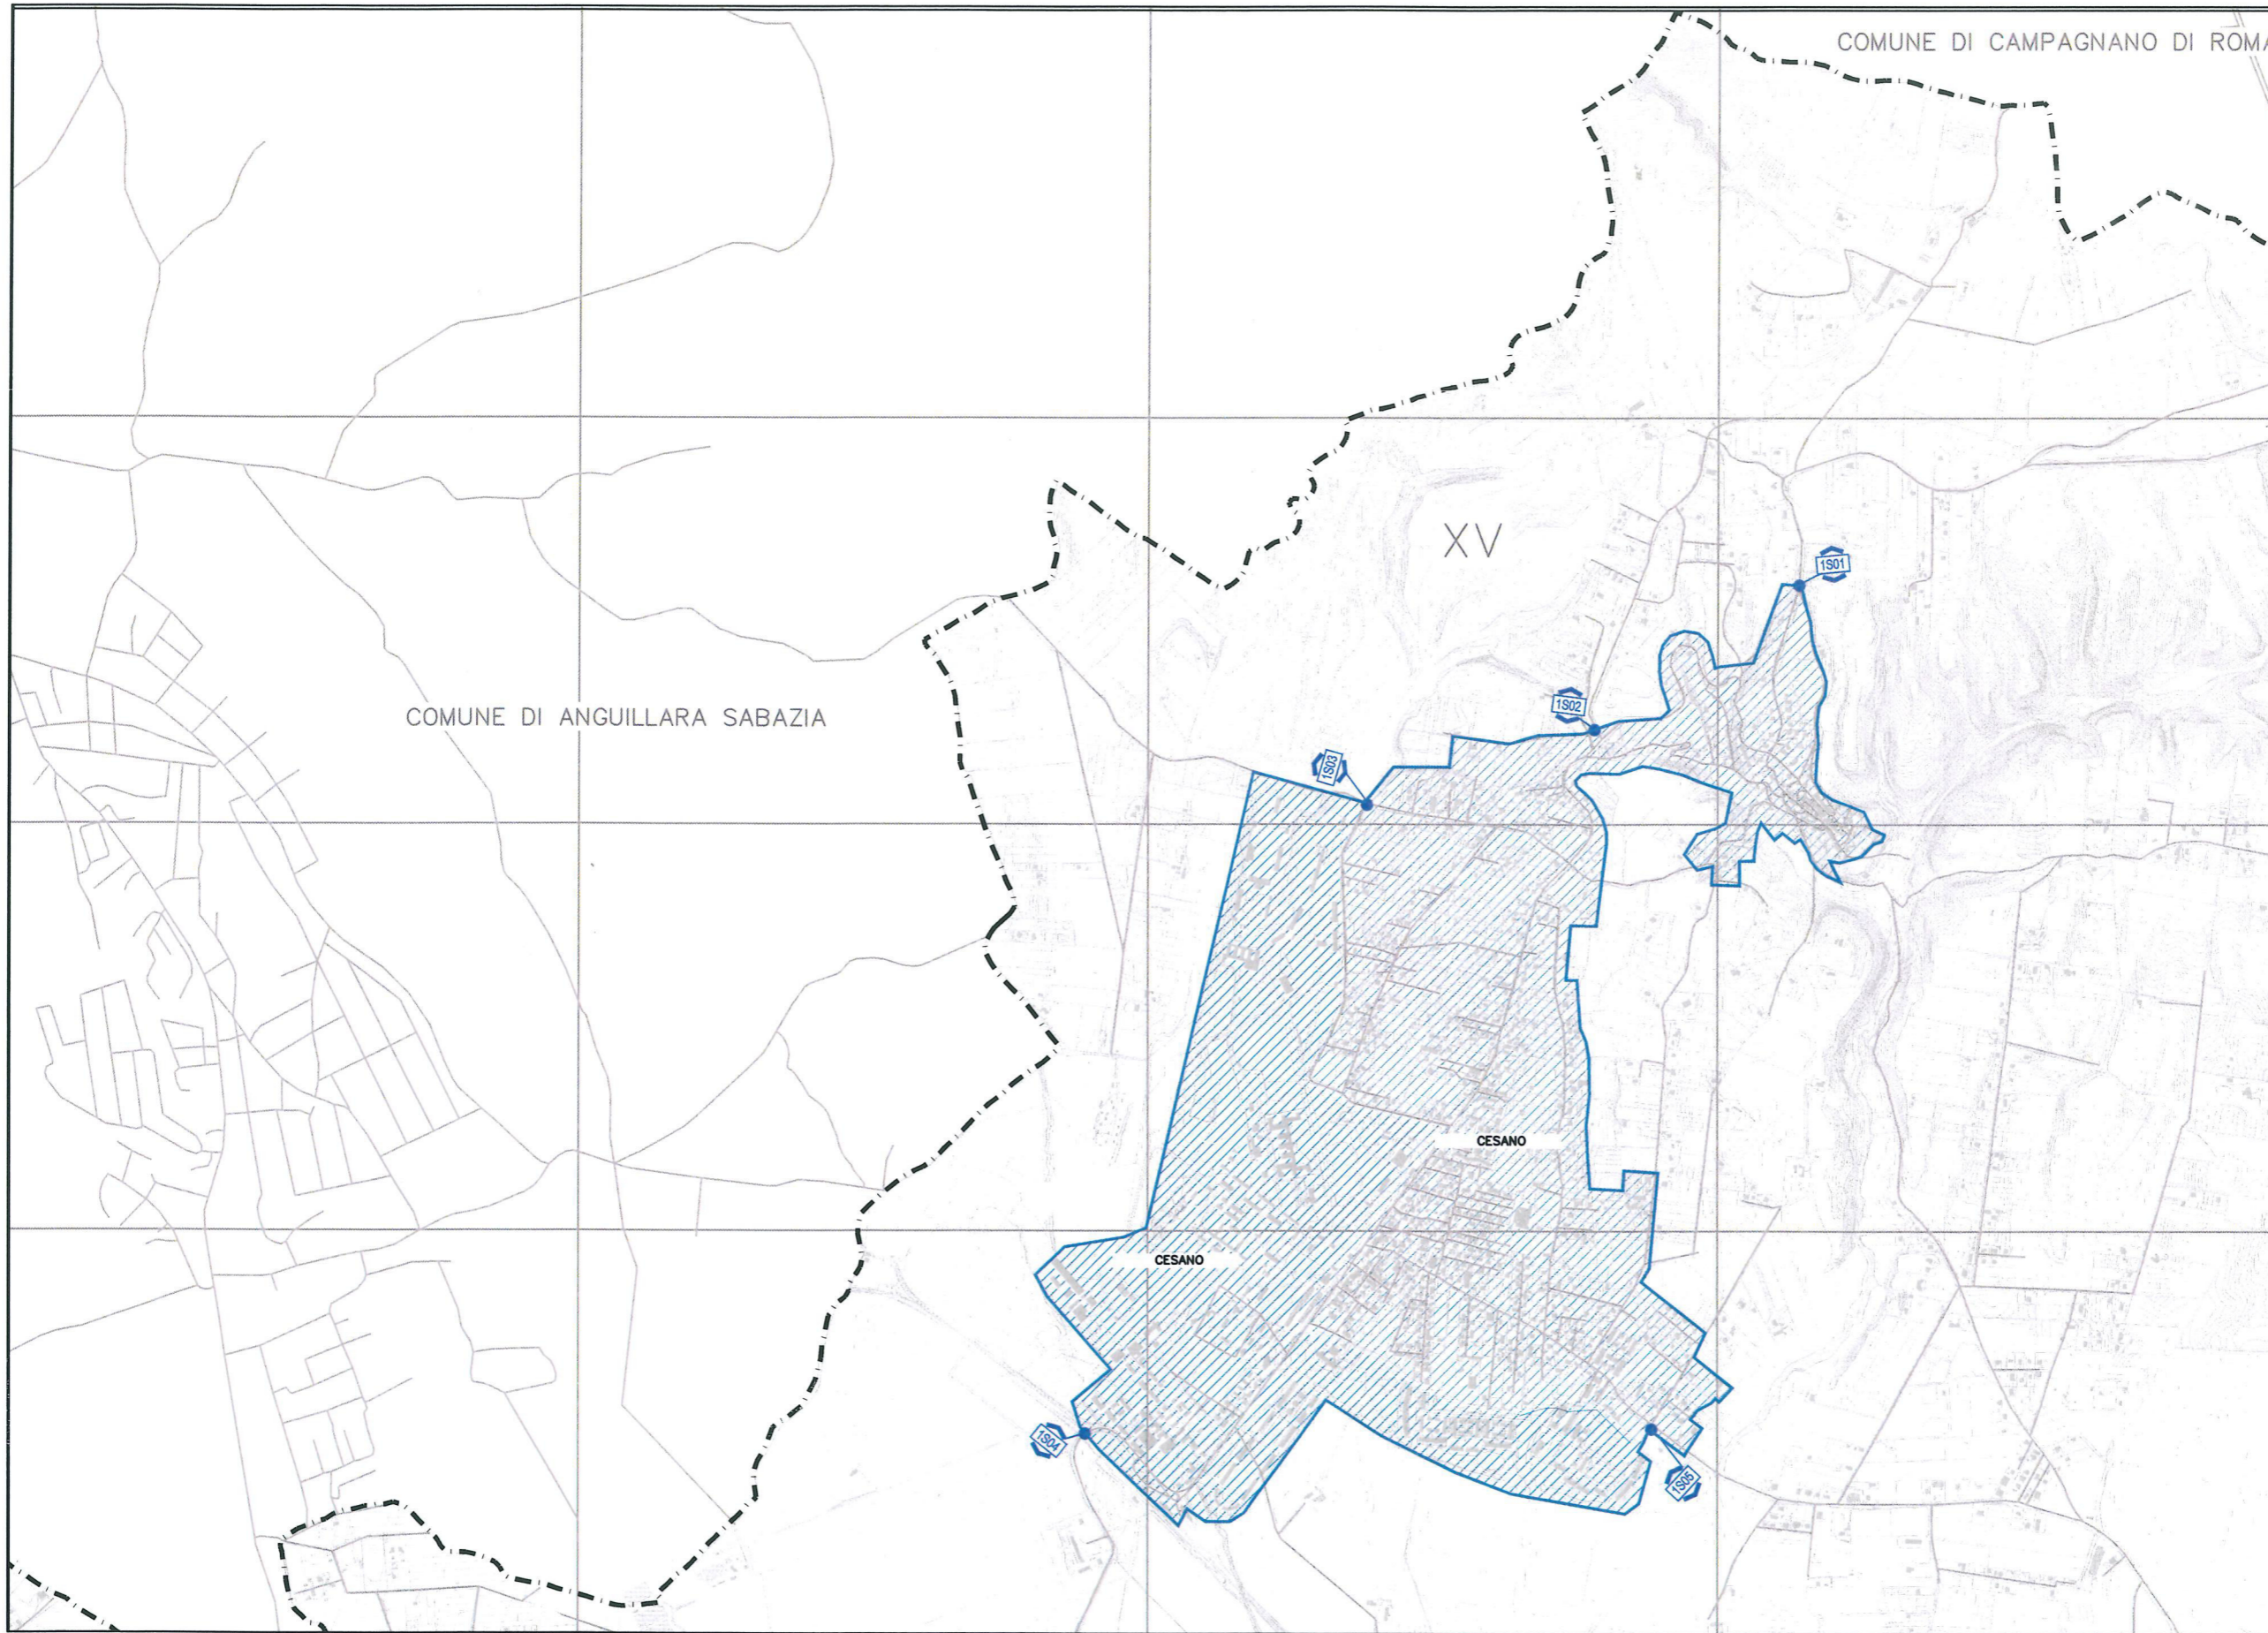 COMUNE DI CAMPAGNANO DI ROMA
XV
1S01
COMUNE DI ANGUILLARA SABAZIA
1S02
1S03
CESANO
CESANO
1S04
1S05